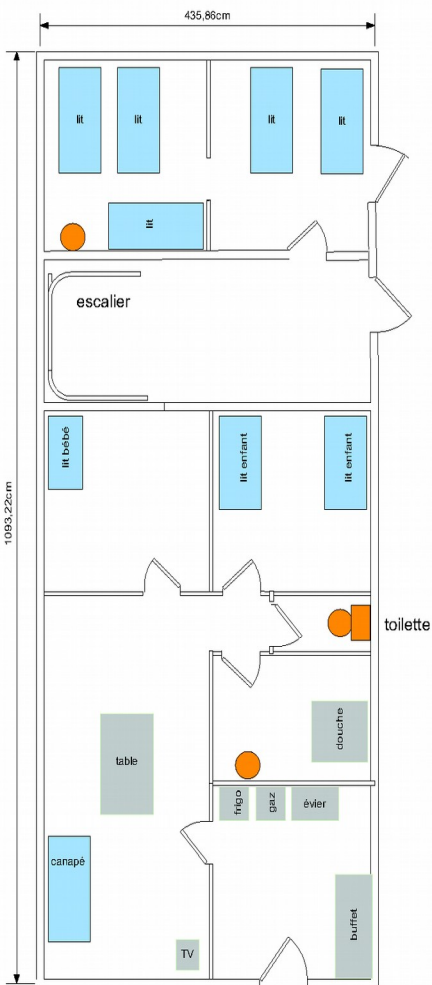 435,86cm
lit
lit
lit
lit
lit
escalier
1093,22cm
lit bébé
lit enfant
lit enfant
toilette
douche
table
frigo
gaz
évier
canapé
buffet
TV